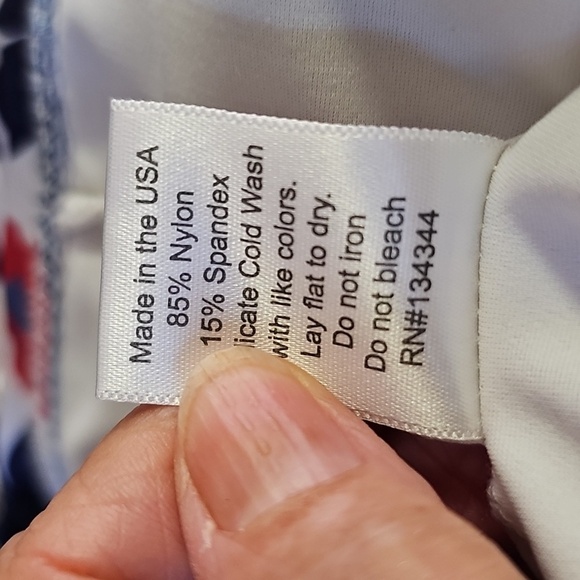 Made in the USA
85% Nylon
15% Spandex
icate Cold Wash
with like colors.
Lay flat to dry.
Do not iron
Do not bleach
RN#134344